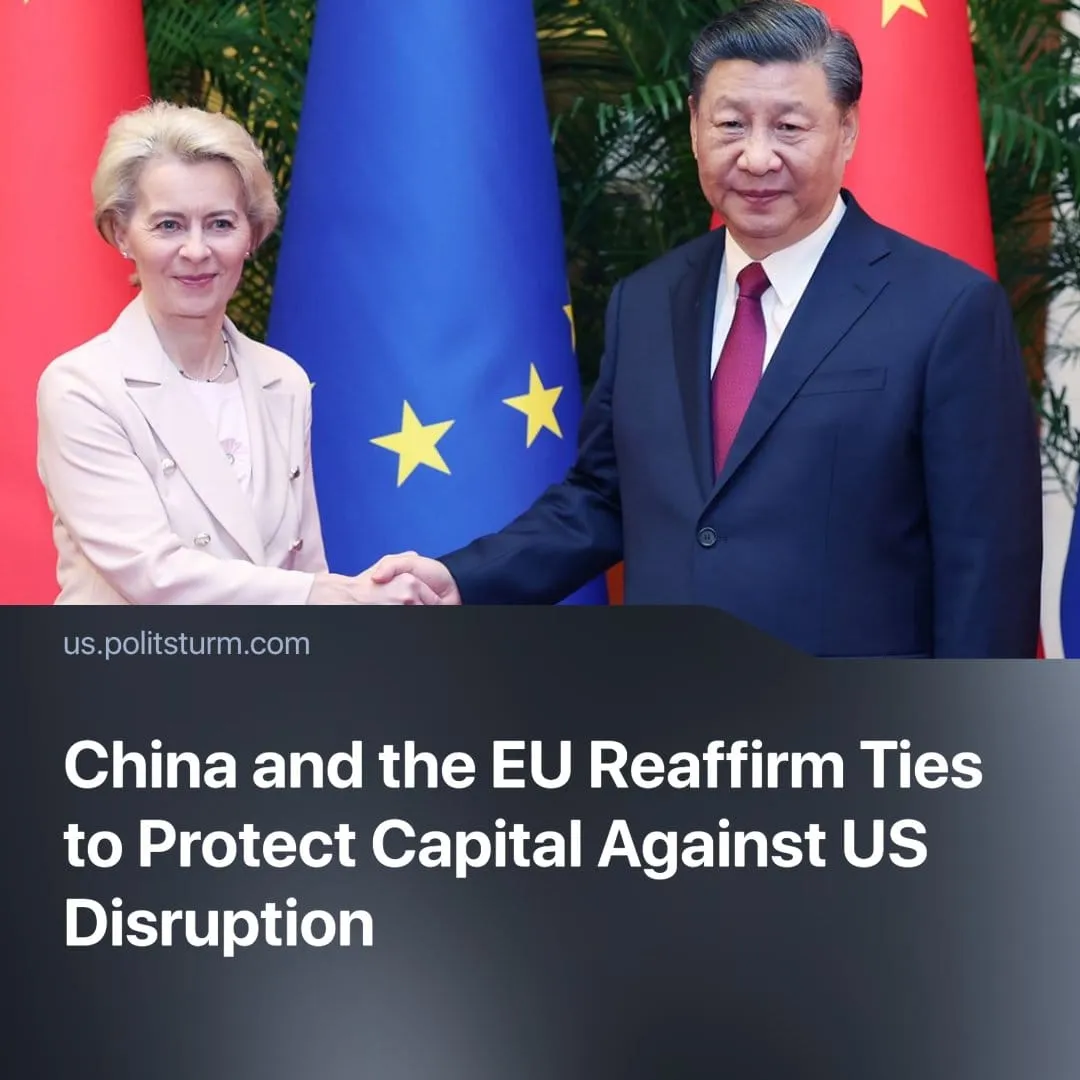 us.politsturm.com
China and the EU Reaffirm Ties
to Protect Capital Against US
Disruption